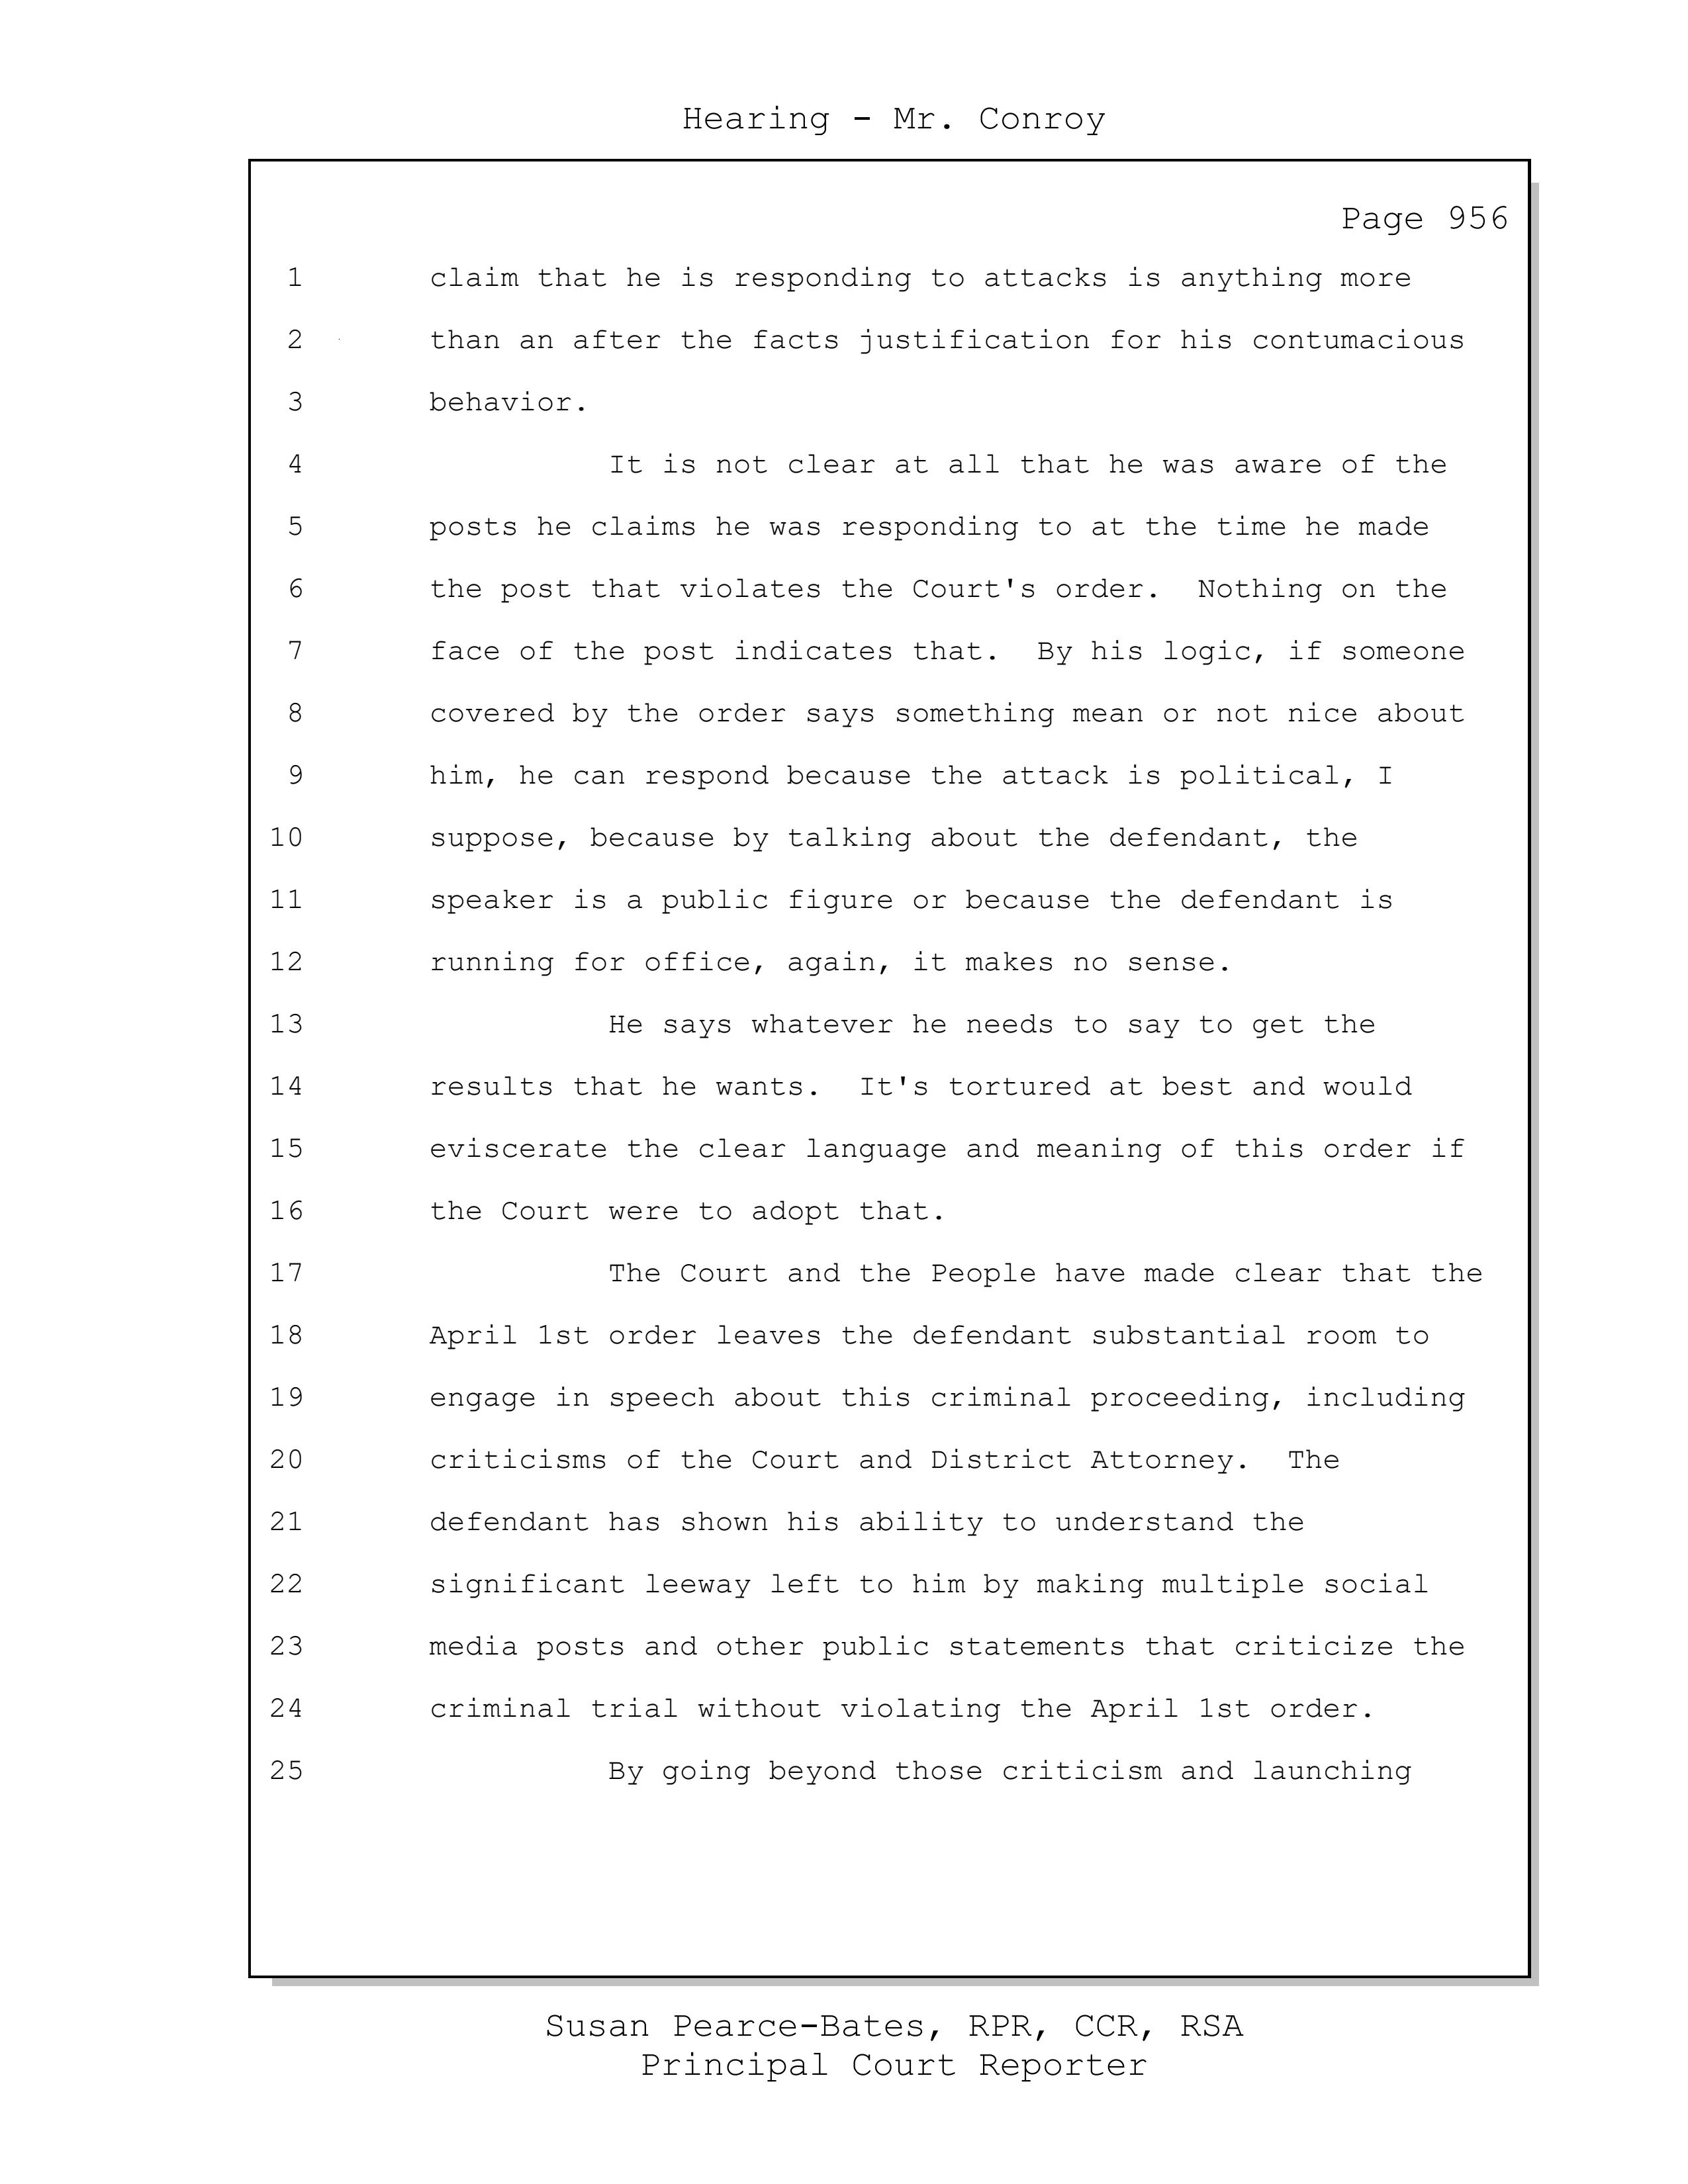 Hearing - Mr. Conroy
Page 956
1 claim that he is responding to attacks is anything more
2 than an after the facts justification for his contumacious
3 behavior.
4 It is not clear at all that he was aware of the
5 posts he claims he was responding to at the time he made
6 the post that violates the Court's order.  Nothing on the
7 face of the post indicates that.  By his logic, if someone
8 covered by the order says something mean or not nice about
9 him, he can respond because the attack is political, I
10 suppose, because by talking about the defendant, the
11 speaker is a public figure or because the defendant is
12 running for office, again, it makes no sense.
13 He says whatever he needs to say to get the
14 results that he wants.  It's tortured at best and would
15 eviscerate the clear language and meaning of this order if
16 the Court were to adopt that.
17 The Court and the People have made clear that the
18 April 1st order leaves the defendant substantial room to
19 engage in speech about this criminal proceeding, including
20 criticisms of the Court and District Attorney.  The
21 defendant has shown his ability to understand the
22 significant leeway left to him by making multiple social
23 media posts and other public statements that criticize the
24 criminal trial without violating the April 1st order.
25 By going beyond those criticism and launching
Susan Pearce-Bates, RPR, CCR, RSA
Principal Court Reporter